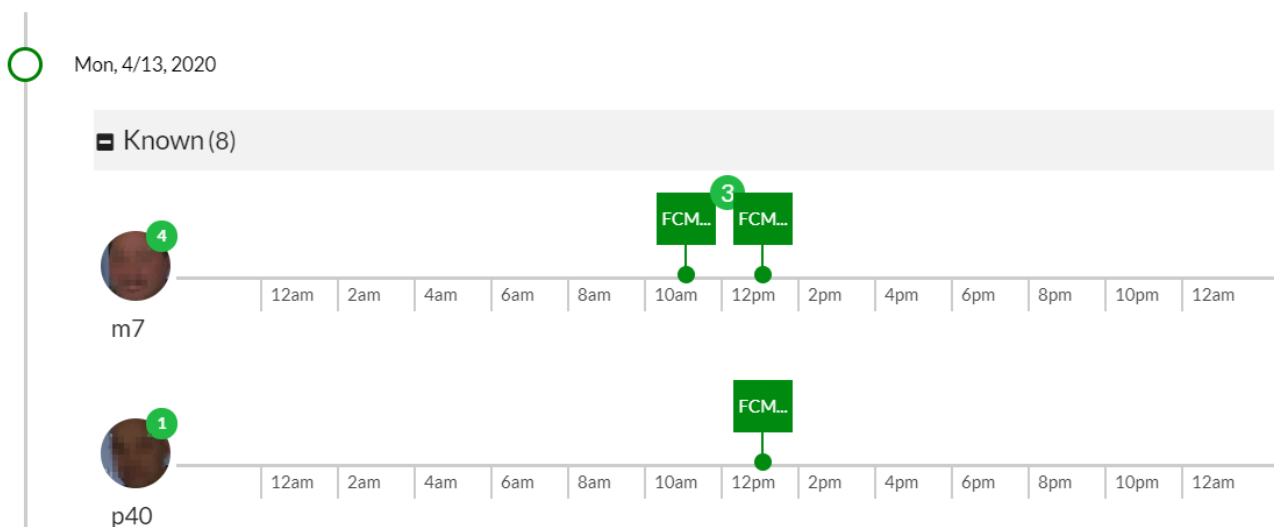 Mon, 4/13, 2020
Known (8)
3
FCM... FCM...
4
12am 2am 4am 6am 8am 10am 12pm 2pm 4pm 6pm 8pm 10pm 12am
m7
FCM...
1
12am 2am 4am 6am 8am 10am 12pm 2pm 4pm 6pm 8pm 10pm 12am
p40